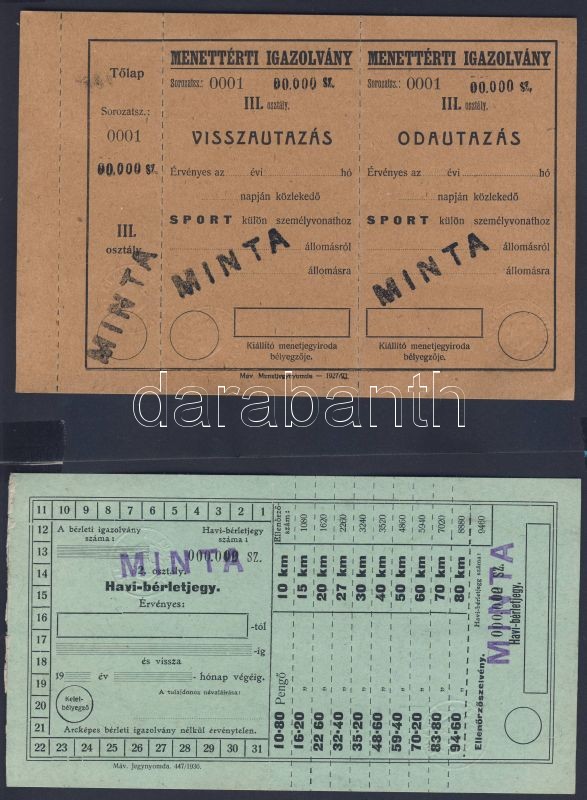 Tőlap
Sorozatsz.:
0001
00.000 sz.
III.
osztály
MINTA
MENETTÉRTI IGAZOLVÁNY
Sorozatsz.: 0001 00.000 sz.
III. osztály.
VISSZAUTAZÁS
Érvényes az évi hó
napján közlekedő
SPORT külön személyvonathoz
állomásról
állomásra
MINTA
Kiállító menetjegyiroda
bélyegzője.
MENETTÉRTI IGAZOLVÁNY
Sorozatsz.: 0001 00.000 sz.
III. osztály.
ODAUTAZÁS
Érvényes az évi hó
napján közlekedő
SPORT külön személyvonathoz
állomásról
állomásra
MINTA
Kiállító menetjegyiroda
bélyegzője.
Máv. Menetjegynyomda — 1927
darabanth
11 10 9 8 7 6 5 4 3 2 1
12
13
14
15
16
17
18
19
20
21
22 23 24 25 26 27 28 29 30 31
A bérleti igazolvány
száma:
Havi-bérletjegy
száma:
000.000 SZ.
MINTA
2. osztály
Havi-bérletjegy.
Érvényes:
-tól
-ig
és vissza
19 év hónap végéig.
A tulajdonos névaláírása:
Kelet-
bélyegző
Arcképes bérleti igazolvány nélkül érvénytelen.
Ellenőrző-
szám:
1080
1620
2260
3240
3520
4860
5940
7020
8880
9460
10 km
15 km
20 km
27 km
30 km
40 km
50 km
60 km
70 km
80 km
10·80 Pengő
16·20 "
22·60 "
32·40 "
35·20 "
48·60 "
59·40 "
70·20 "
83·80 "
94·60 "
Ellenőrzőszelvény.
Havi-bérletjegy száma:
000.000 SZ.
Havi-bérletjegy.
MINTA
Máv. Jegynyomda. 447/1936.